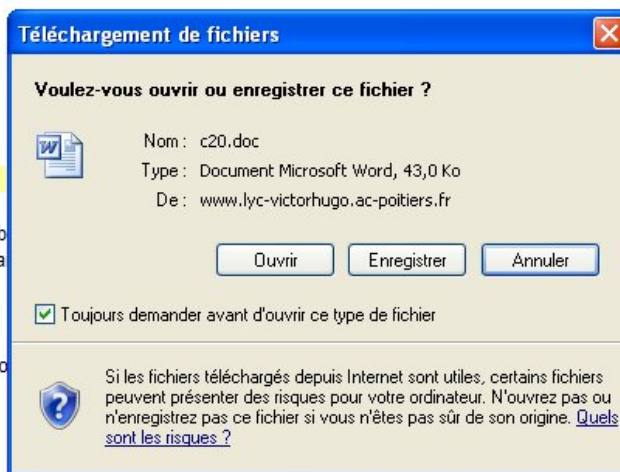 Téléchargement de fichiers
Voulez-vous ouvrir ou enregistrer ce fichier ?
Nom : c20.doc
Type : Document Microsoft Word, 43,0 Ko
De : www.lyc-victorhugo.ac-poitiers.fr
Ouvrir Enregistrer Annuler
Toujours demander avant d'ouvrir ce type de fichier
Si les fichiers téléchargés depuis Internet sont utiles, certains fichiers
peuvent présenter des risques pour votre ordinateur. N'ouvrez pas ou
n'enregistrez pas ce fichier si vous n'êtes pas sûr de son origine. Quels
sont les risques ?